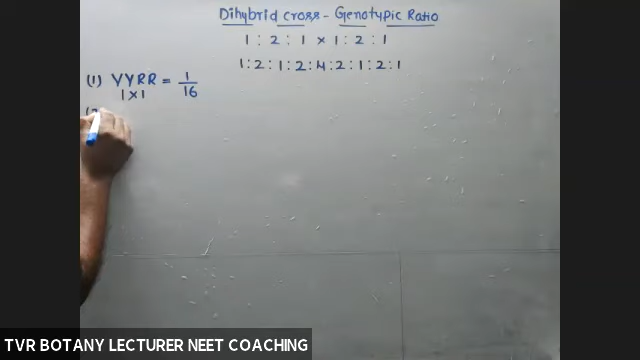 Dihybrid cross - Genotypic Ratio
1 : 2 : 1 x 1 : 2 : 1
1 : 2 : 1 : 2 : 4 : 2 : 1 : 2 : 1
(1) YYRR = 1/16
1 x 1
(2
TVR BOTANY LECTURER NEET COACHING